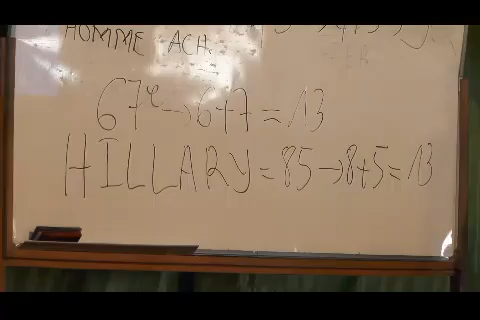 HOMME ACH
67e → 6+7 = 13
HILLARY = 85 → 8+5 = 13